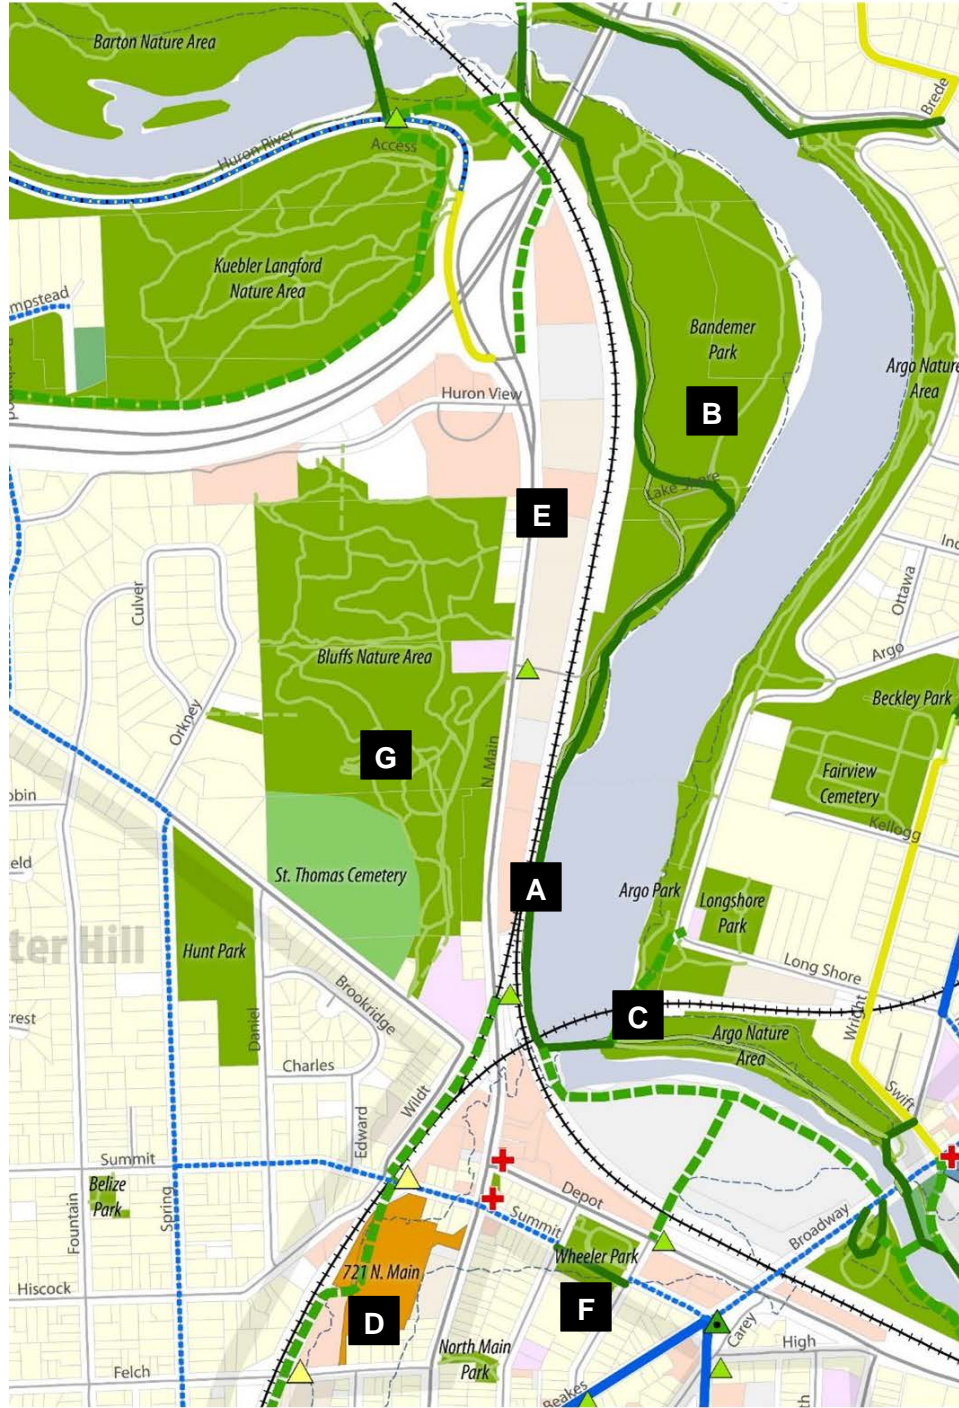 Barton Nature Area
Brede
Huron River
Access
Kuebler Langford
Nature Area
mpstead
Bandemer
Park
Argo Nature
Area
Huron View
B
Lake Shore
E
Culver
Ottawa
Argo
Bluffs Nature Area
Beckley Park
Orkney
G
N. Main
Fairview
Cemetery
obin
Kellogg
eld
St. Thomas Cemetery
A
Argo Park
Longshore
Park
ter Hill
Hunt Park
Long Shore
Brookridge
C
rest
Daniel
Wright
Argo Nature
Area
Charles
Swift
Wildt
Edward
Summit
Belize
Park
Fountain
Spring
Depot
Summit
Broadway
Wheeler Park
721 N. Main
Hiscock
F
D
Carey
High
North Main
Park
Felch
Beakes